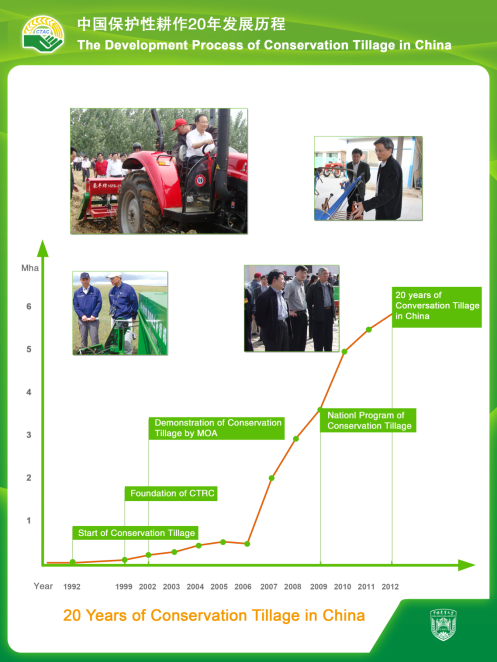 CTAC
中国保护性耕作20年发展历程
The Development Process of Conservation Tillage in China
Mha
6
5
4
3
2
1
20 years of
Conversation Tillage
in China
Nationl Program of
Conservation Tillage
Demonstration of Conservation
Tillage by MOA
Foundation of CTRC
Start of Conservation Tillage
Year 1992 1999 2002 2003 2004 2005 2006 2007 2008 2009 2010 2011 2012
20 Years of Conservation Tillage in China